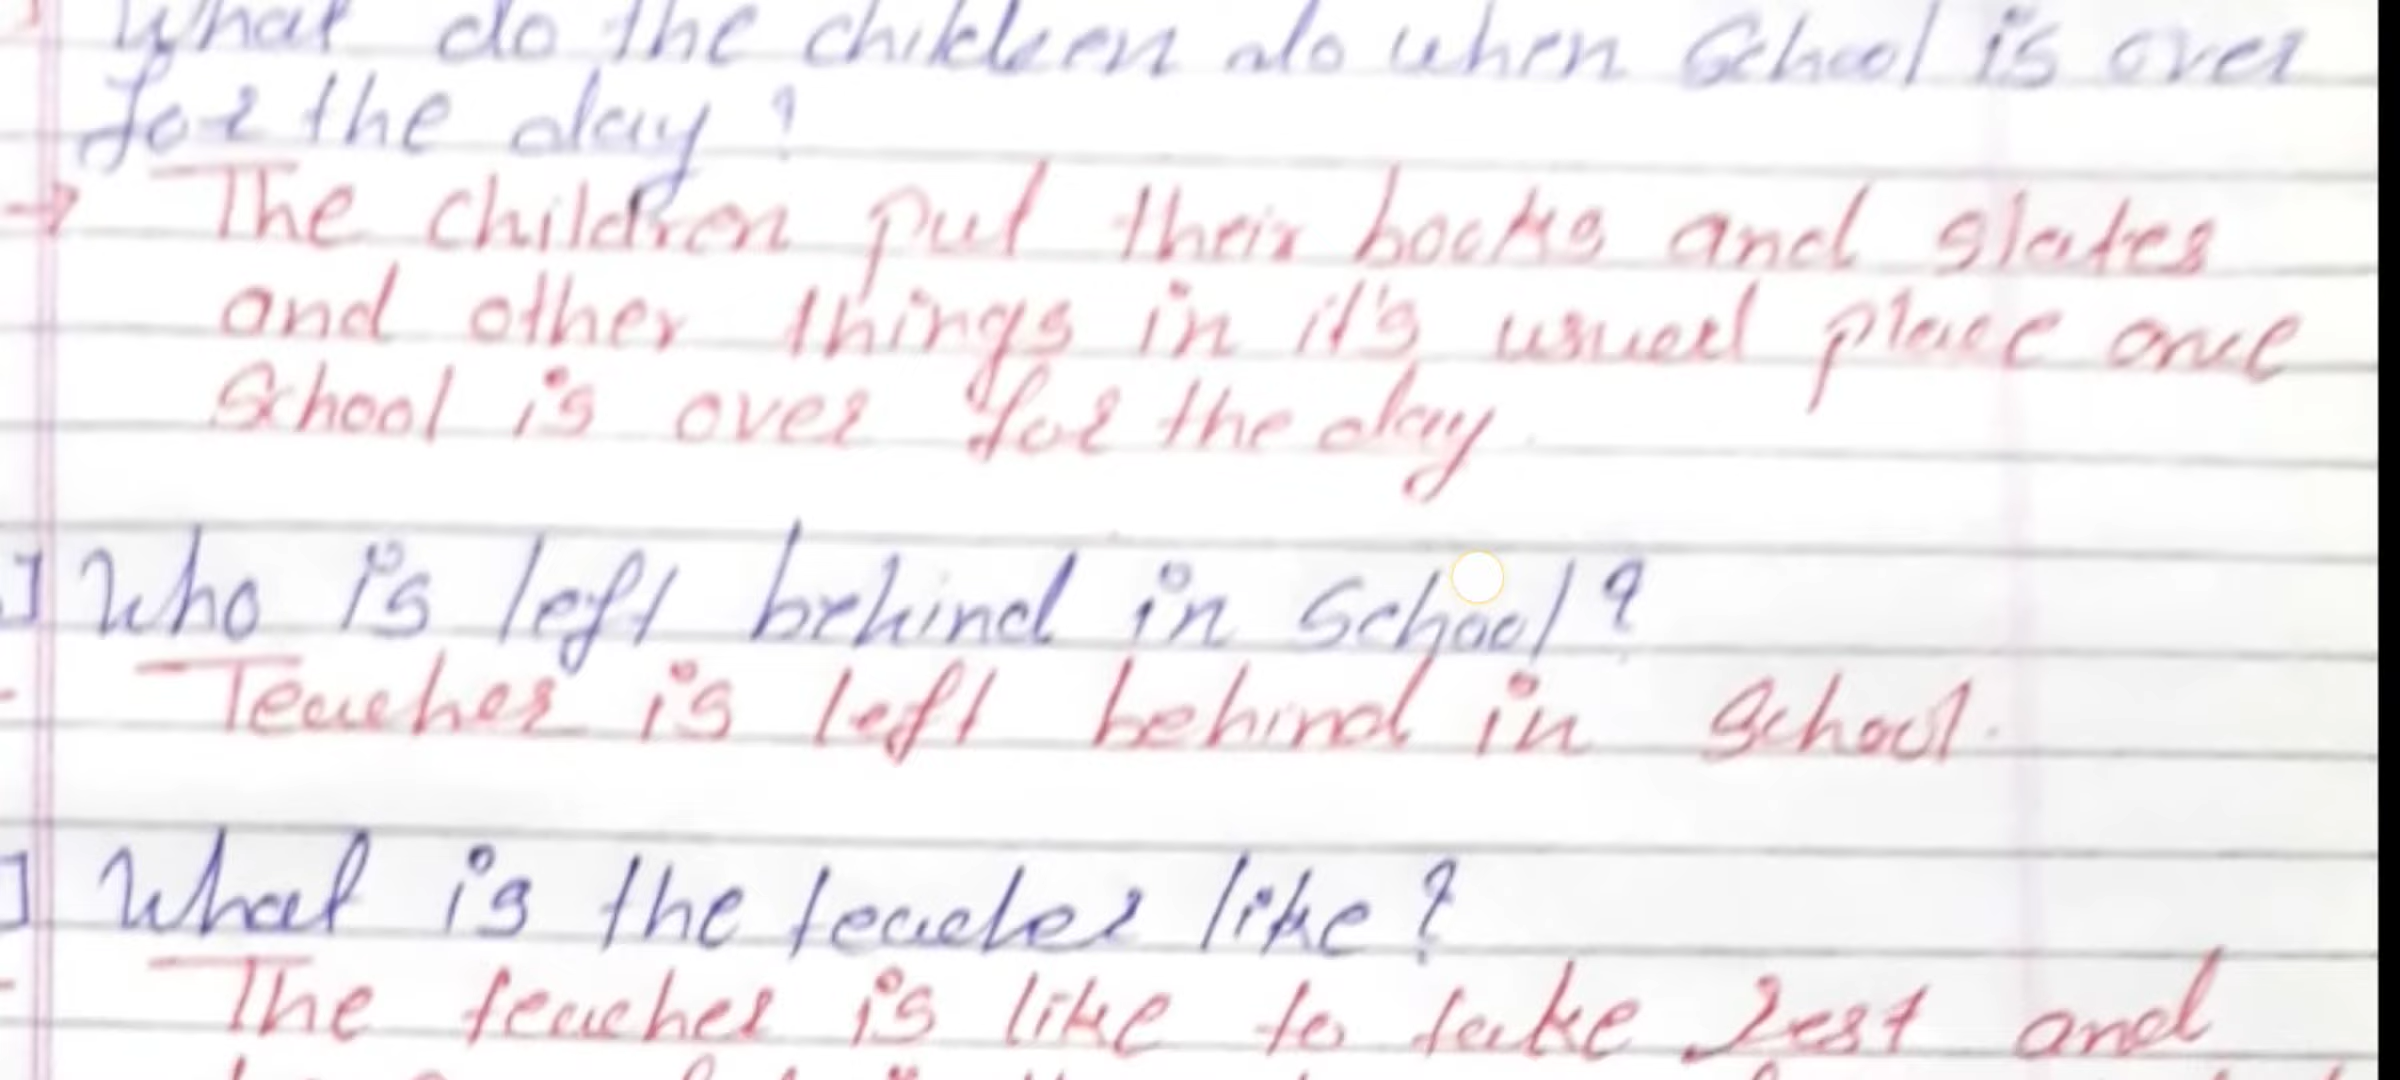 What do the children do when School is over
for the day?
→ The children put their books and slates
and other things in it's usual place once
School is over for the day
] Who is left behind in School?
- Teacher is left behind in School.
] What is the teacher like?
- The teacher is like to take rest and